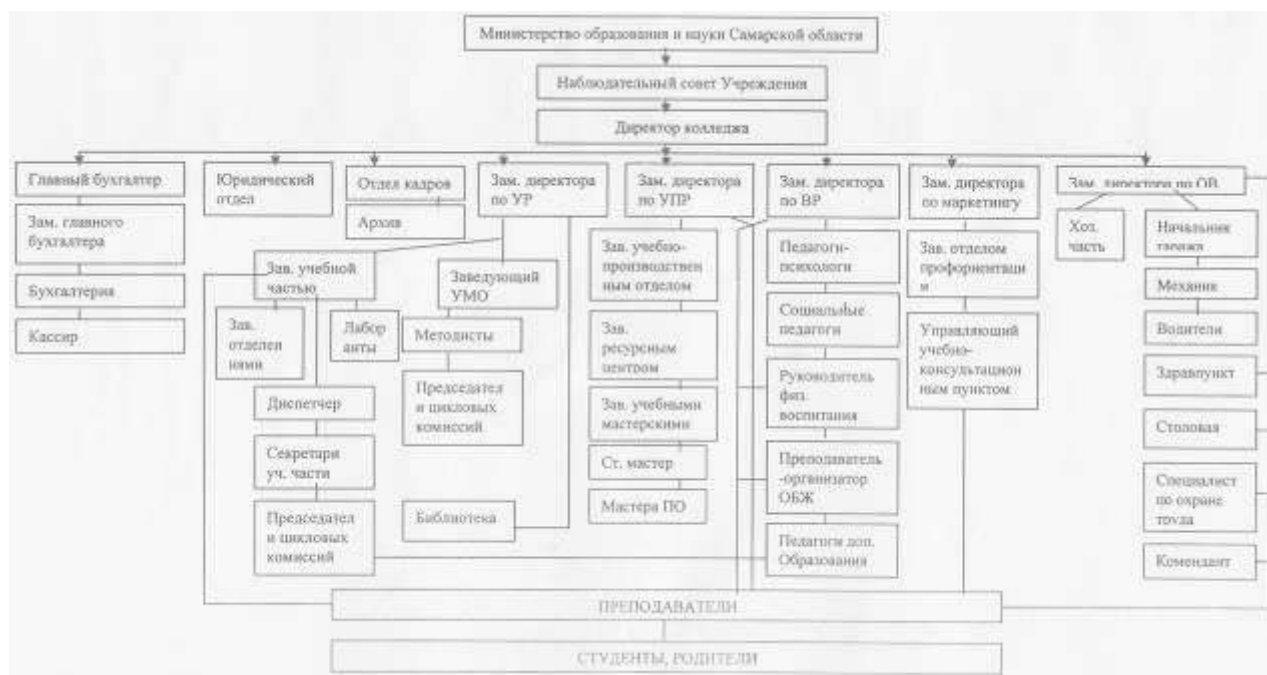 Министерство образования и науки Самарской области
Наблюдательный совет Учреждения
Директор колледжа
Главный бухгалтер
Зам. главного
бухгалтера
Бухгалтерия
Кассир
Юридический
отдел
Отдел кадров
Архив
Зам. директора
по УР
Зав. учебной
частью
Зав.
отделен
иями
Лабор
анты
Диспетчер
Секретари
уч. части
Председател
и цикловых
комиссий
Заведующий
УМО
Методисты
Председател
и цикловых
комиссий
Библиотека
Зам. директора
по УПР
Зав. учебно-
производствен
ным отделом
Зав.
ресурсным
центром
Зав. учебными
мастерскими
Ст. мастер
Мастера ПО
Зам. директора
по ВР
Педагоги-
психологи
Социальные
педагоги
Руководитель
физ.
воспитания
Преподаватель
-организатор
ОБЖ
Педагоги доп.
Образования
Зам. директора
по маркетингу
Зав. отделом
профориентаци
и
Управляющий
учебно-
консультацион
ным пунктом
Зам. директора по ОВ
Хоз.
часть
Начальник
гаража
Механик
Водители
Здравпункт
Столовая
Специалист
по охране
труда
Комендант
ПРЕПОДАВАТЕЛИ
СТУДЕНТЫ, РОДИТЕЛИ